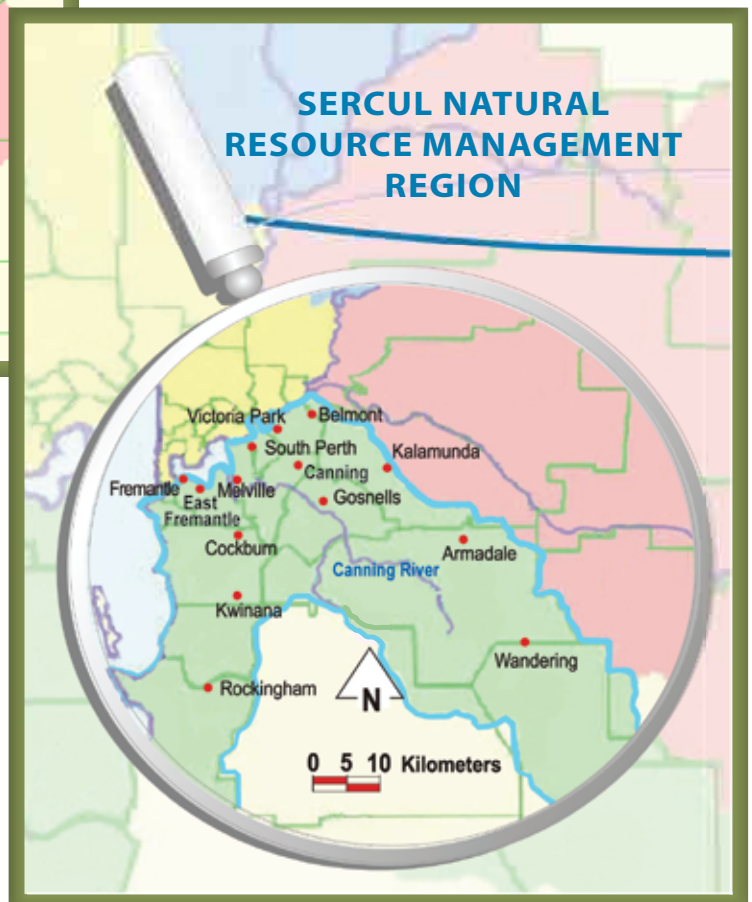 SERCUL NATURAL
RESOURCE MANAGEMENT
REGION
Victoria Park
Belmont
South Perth
Kalamunda
Canning
Fremantle
Melville
Gosnells
East
Fremantle
Cockburn
Armadale
Canning River
Kwinana
Wandering
Rockingham
N
0 5 10 Kilometers